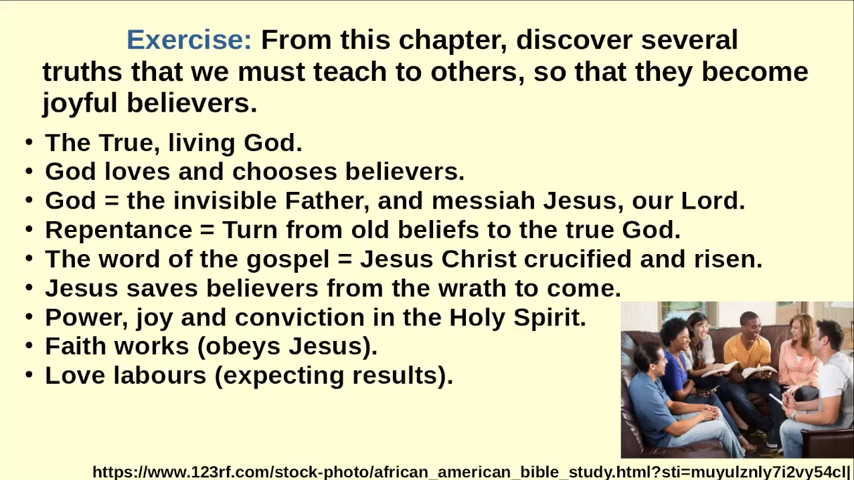 Exercise: From this chapter, discover several
truths that we must teach to others, so that they become
joyful believers.
• The True, living God.
• God loves and chooses believers.
• God = the invisible Father, and messiah Jesus, our Lord.
• Repentance = Turn from old beliefs to the true God.
• The word of the gospel = Jesus Christ crucified and risen.
• Jesus saves believers from the wrath to come.
• Power, joy and conviction in the Holy Spirit.
• Faith works (obeys Jesus).
• Love labours (expecting results).
https://www.123rf.com/stock-photo/african_american_bible_study.html?sti=muyulznly7i2vy54cl|